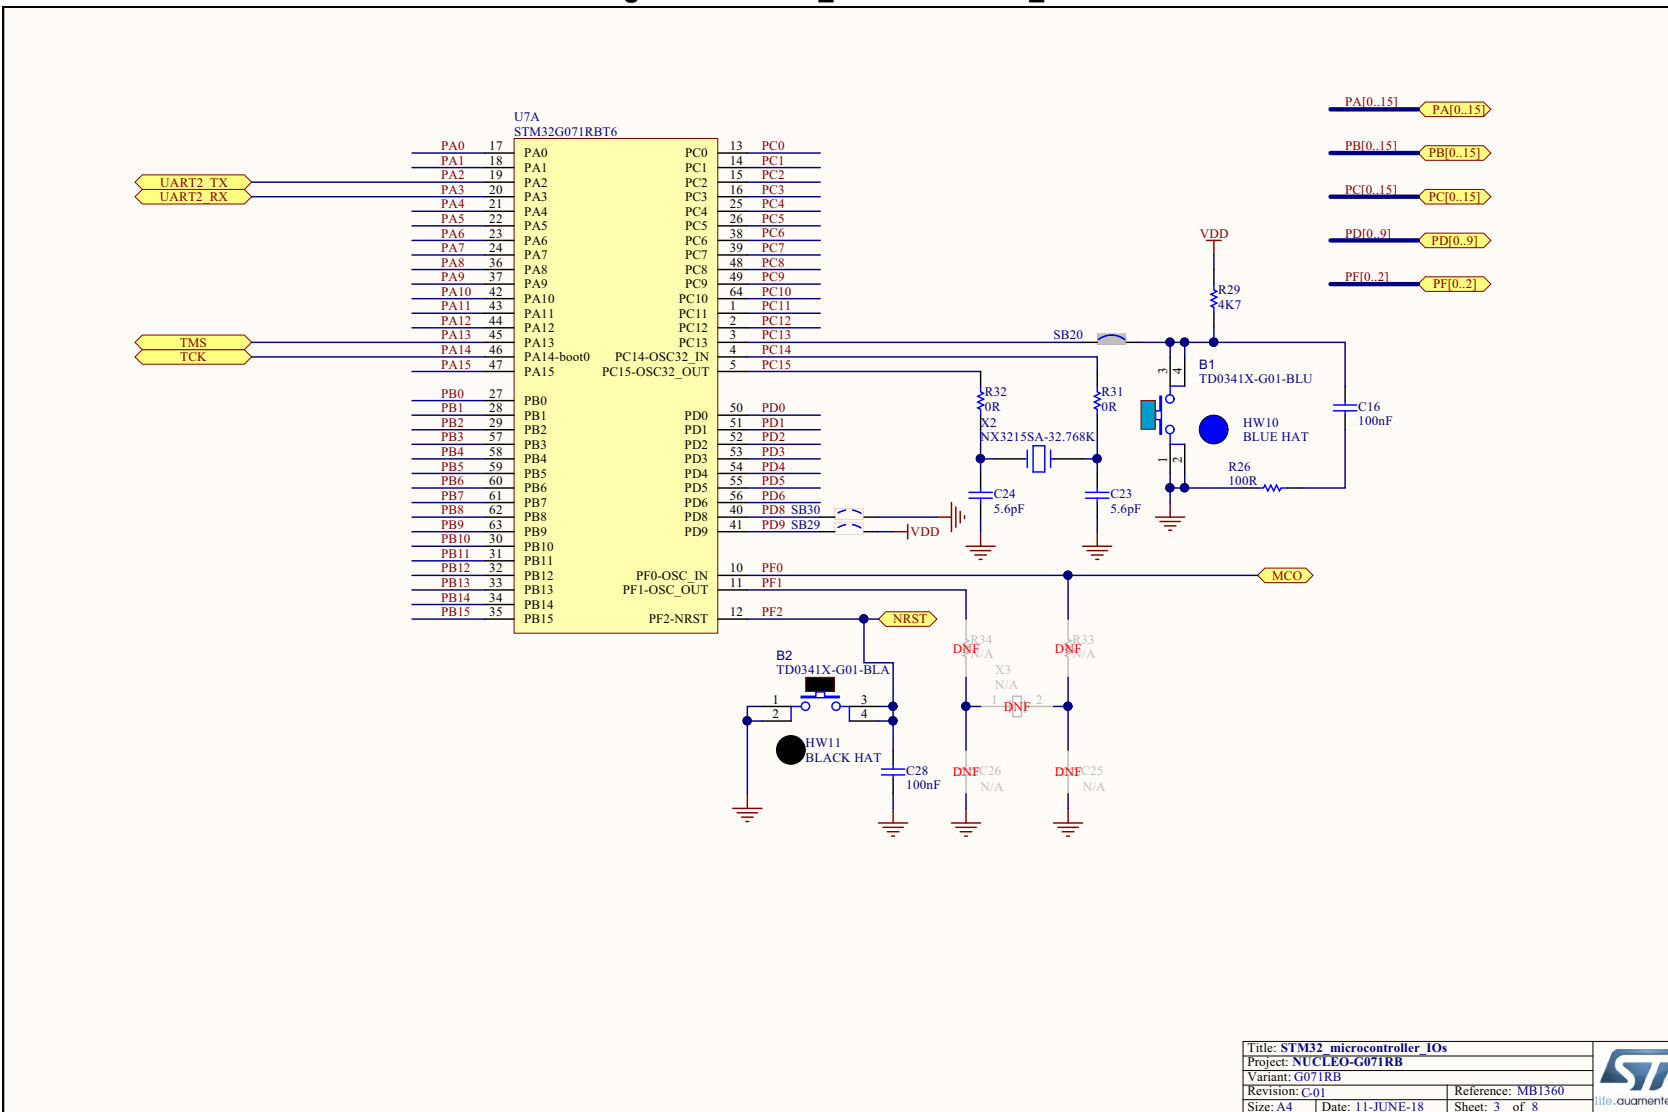 U7A
STM32G071RBT6
PA0 17 PA0 PC0 13 PC0
PA1 18 PA1 PC1 14 PC1
UART2_TX PA2 19 PA2 PC2 15 PC2
UART2_RX PA3 20 PA3 PC3 16 PC3
PA4 21 PA4 PC4 25 PC4
PA5 22 PA5 PC5 26 PC5
PA6 23 PA6 PC6 38 PC6
PA7 24 PA7 PC7 39 PC7
PA8 36 PA8 PC8 48 PC8
PA9 37 PA9 PC9 49 PC9
PA10 42 PA10 PC10 64 PC10
PA11 43 PA11 PC11 1 PC11
PA12 44 PA12 PC12 2 PC12
TMS PA13 45 PA13 PC13 3 PC13
TCK PA14 46 PA14-boot0 PC14-OSC32_IN 4 PC14
PA15 47 PA15 PC15-OSC32_OUT 5 PC15
PB0 27 PB0
PB1 28 PB1 PD0 50 PD0
PB2 29 PB2 PD1 51 PD1
PB3 57 PB3 PD2 52 PD2
PB4 58 PB4 PD3 53 PD3
PB5 59 PB5 PD4 54 PD4
PB6 60 PB6 PD5 55 PD5
PB7 61 PB7 PD6 56 PD6
PB8 62 PB8 PD8 40 PD8 SB30
PB9 63 PB9 PD9 41 PD9 SB29 VDD
PB10 30 PB10
PB11 31 PB11
PB12 32 PB12 PF0-OSC_IN 10 PF0 MCO
PB13 33 PB13 PF1-OSC_OUT 11 PF1
PB14 34 PB14
PB15 35 PB15 PF2-NRST 12 PF2 NRST
PA[0..15] PA[0..15]
PB[0..15] PB[0..15]
PC[0..15] PC[0..15]
PD[0..9] PD[0..9]
PF[0..2] PF[0..2]
VDD
R29
4K7
SB20
3 4
B1
TD0341X-G01-BLU
HW10
BLUE HAT
1 2
C16
100nF
R26
100R
R32
0R
R31
0R
X2
NX3215SA-32.768K
C24
5.6pF
C23
5.6pF
B2
TD0341X-G01-BLA
1 3
2 4
HW11
BLACK HAT
C28
100nF
R34
DNF
N/A
R33
DNF
N/A
X3
N/A
1 DNF 2
DNF C26
N/A
DNF C25
N/A
Title: STM32_microcontroller_IOs
Project: NUCLEO-G071RB
Variant: G071RB
Revision: C-01 Reference: MB1360
Size: A4 Date: 11-JUNE-18 Sheet: 3 of 8